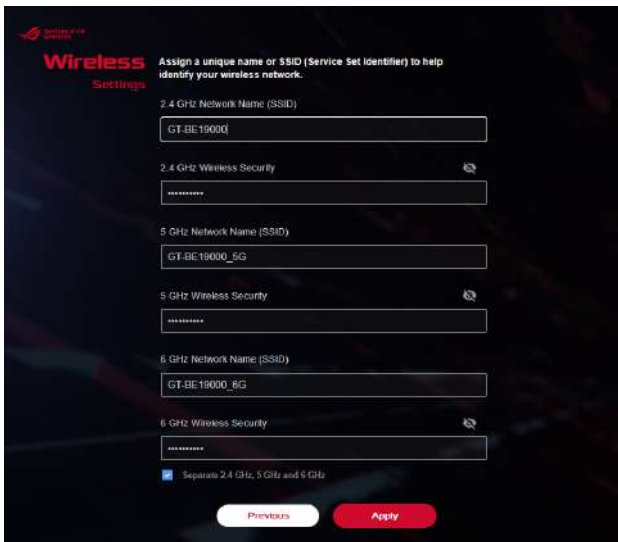 REPUBLIC OF
GAMERS
Wireless
Settings
Assign a unique name or SSID (Service Set Identifier) to help
identify your wireless network.
2.4 GHz Network Name (SSID)
GT-BE19000
2.4 GHz Wireless Security
••••••••••
5 GHz Network Name (SSID)
GT-BE19000_5G
5 GHz Wireless Security
••••••••••
6 GHz Network Name (SSID)
GT-BE19000_6G
6 GHz Wireless Security
••••••••••
Separate 2.4 GHz, 5 GHz and 6 GHz
Previous
Apply